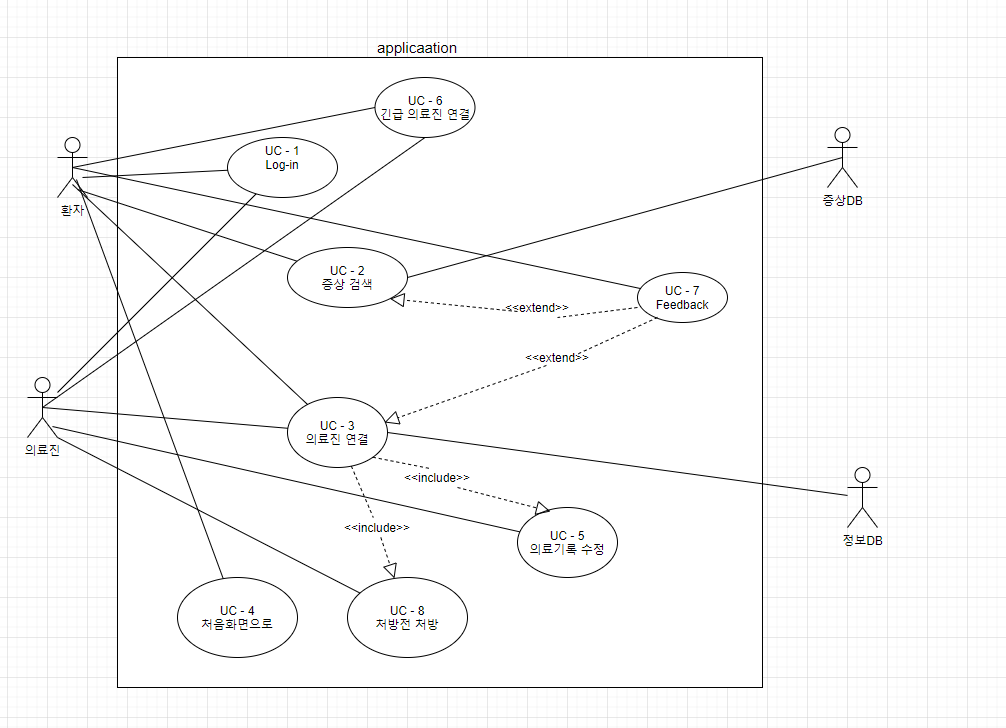 applicaation
UC - 6
긴급 의료진 연결
UC - 1
Log-in
환자
증상DB
UC - 2
증상 검색
UC - 7
Feedback
<<extend>>
<<extend>>
의료진
UC - 3
의료진 연결
<<include>>
<<include>>
UC - 5
의료기록 수정
정보DB
UC - 4
처음화면으로
UC - 8
처방전 처방